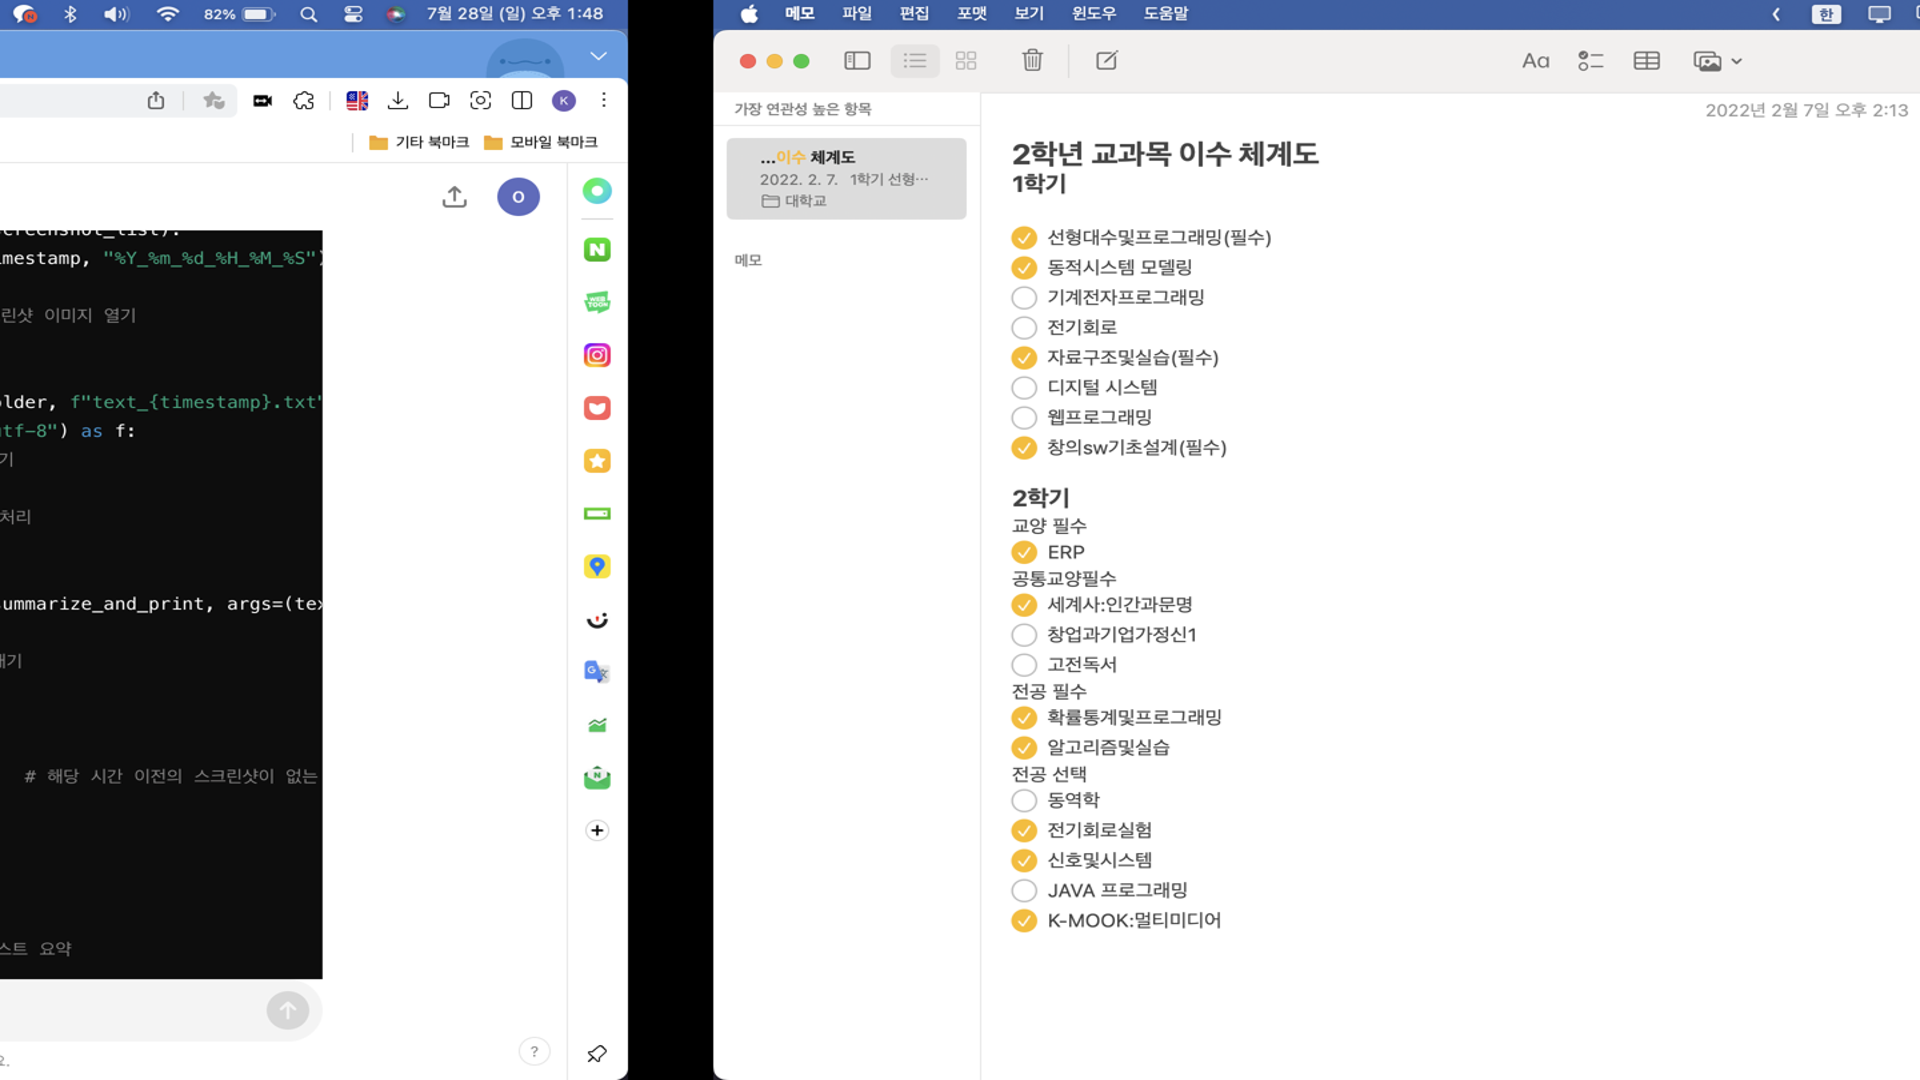 82%
7월 28일 (일) 오후 1:48
K
기타 북마크
모바일 북마크
O
creenshot_list):
mestamp, "%Y_%m_%d_%H_%M_%S")
린샷 이미지 열기
lder, f"text_{timestamp}.txt"
tf-8") as f:
기
처리
ummarize_and_print, args=(tex
내기
# 해당 시간 이전의 스크린샷이 없는
스트 요약
요.
?
N
WEB
TOON
G
N
메모 파일 편집 포맷 보기 윈도우 도움말
한
Aa
가장 연관성 높은 항목
...이수 체계도
2022. 2. 7. 1학기 선형…
대학교
메모
2022년 2월 7일 오후 2:13
2학년 교과목 이수 체계도
1학기
선형대수및프로그래밍(필수)
동적시스템 모델링
기계전자프로그래밍
전기회로
자료구조및실습(필수)
디지털 시스템
웹프로그래밍
창의sw기초설계(필수)
2학기
교양 필수
ERP
공통교양필수
세계사:인간과문명
창업과기업가정신1
고전독서
전공 필수
확률통계및프로그래밍
알고리즘및실습
전공 선택
동역학
전기회로실험
신호및시스템
JAVA 프로그래밍
K-MOOK:멀티미디어